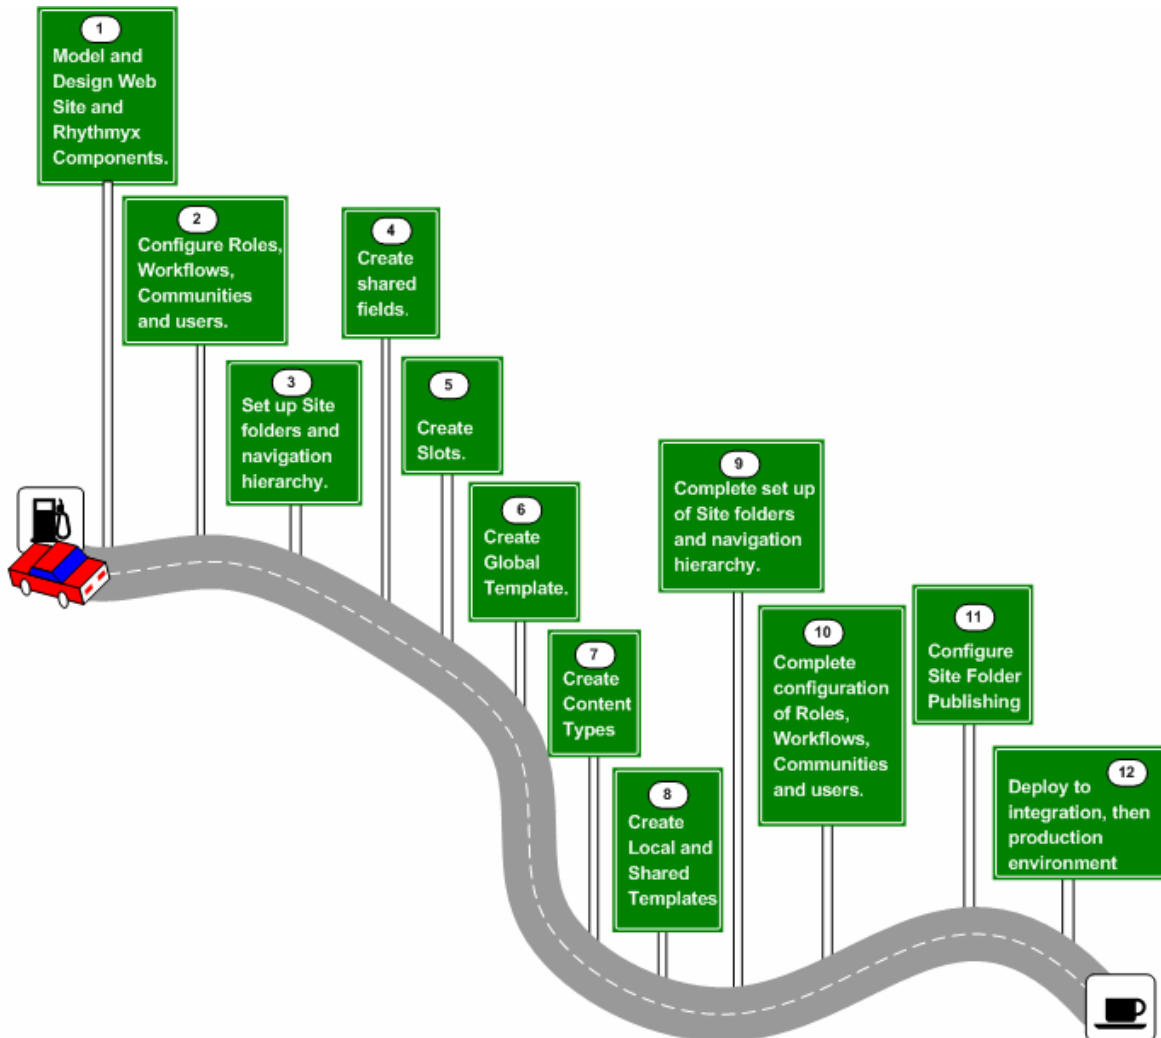 1
Model and
Design Web
Site and
Rhythmyx
Components.
2
Configure Roles,
Workflows,
Communities
and users.
3
Set up Site
folders and
navigation
hierarchy.
4
Create
shared
fields.
5
Create
Slots.
6
Create
Global
Template.
7
Create
Content
Types
8
Create
Local and
Shared
Templates
9
Complete set up
of Site folders
and navigation
hierarchy.
10
Complete
configuration
of Roles,
Workflows,
Communities
and users.
11
Configure
Site Folder
Publishing
12
Deploy to
integration, then
production
environment